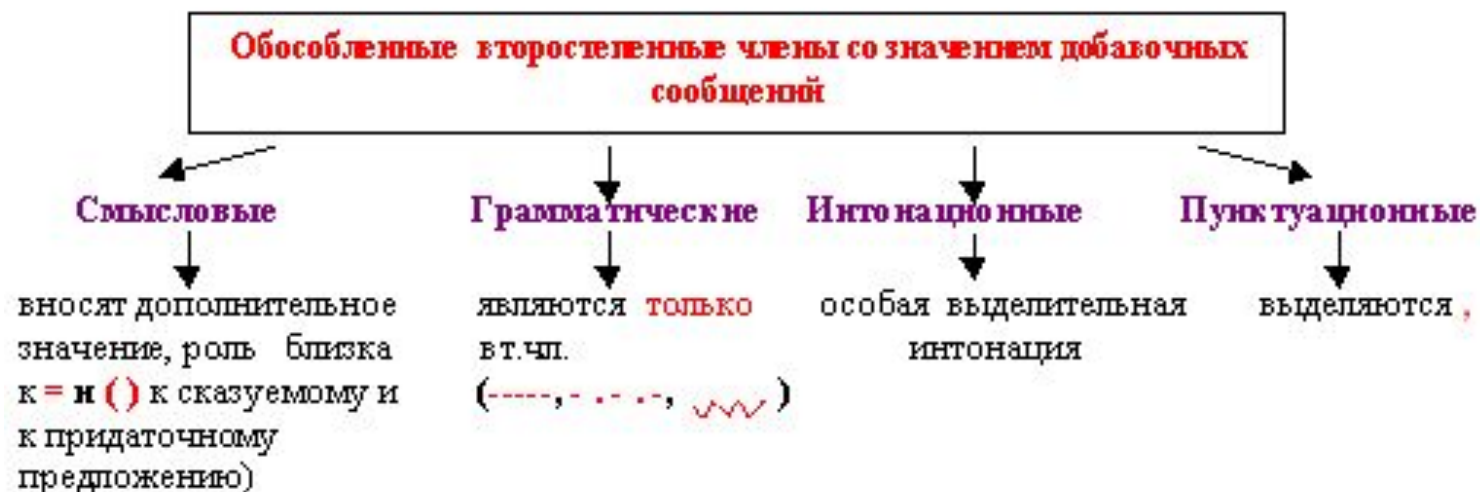 Обособленные второстепенные члены со значением добавочных
сообщений
Смысловые
Грамматические
Интонационные
Пунктуационные
вносят дополнительное
значение, роль близка
к = и ( ) к сказуемому и
к придаточному
предложению)
являются только
вт.чл.
(-----, - . - . -, )
особая выделительная
интонация
выделяются ,